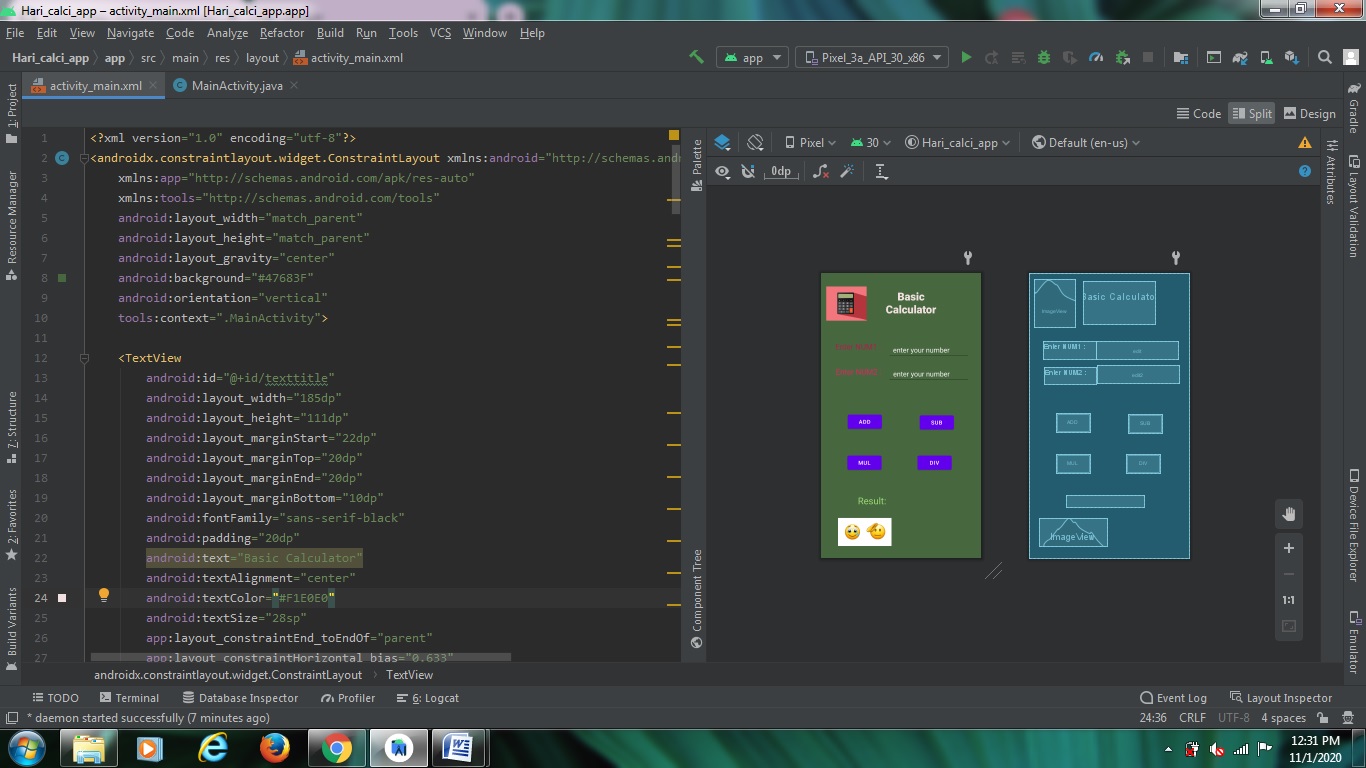 Hari_calci_app – activity_main.xml [Hari_calci_app.app]
File Edit View Navigate Code Analyze Refactor Build Run Tools VCS Window Help
Hari_calci_app app src main res layout activity_main.xml app Pixel_3a_API_30_x86
activity_main.xml MainActivity.java
Code Split Design
1: Project
Resource Manager
7: Structure
2: Favorites
Build Variants
1 <?xml version="1.0" encoding="utf-8"?>
2 <androidx.constraintlayout.widget.ConstraintLayout xmlns:android="http://schemas.andr
3 xmlns:app="http://schemas.android.com/apk/res-auto"
4 xmlns:tools="http://schemas.android.com/tools"
5 android:layout_width="match_parent"
6 android:layout_height="match_parent"
7 android:layout_gravity="center"
8 android:background="#47683F"
9 android:orientation="vertical"
10 tools:context=".MainActivity">
11
12 <TextView
13 android:id="@+id/texttitle"
14 android:layout_width="185dp"
15 android:layout_height="111dp"
16 android:layout_marginStart="22dp"
17 android:layout_marginTop="20dp"
18 android:layout_marginEnd="20dp"
19 android:layout_marginBottom="10dp"
20 android:fontFamily="sans-serif-black"
21 android:padding="20dp"
22 android:text="Basic Calculator"
23 android:textAlignment="center"
24 android:textColor="#F1E0E0"
25 android:textSize="28sp"
26 app:layout_constraintEnd_toEndOf="parent"
27 app:layout_constraintHorizontal_bias="0.633"
androidx.constraintlayout.widget.ConstraintLayout TextView
Palette
Component Tree
Pixel 30 Hari_calci_app Default (en-us)
0dp
Basic
Calculator
Enter NUM1:
enter your number
Enter NUM2:
enter your number
ADD SUB
MUL DIV
Result:
Basic Calculato
ImageView
Enter NUM1 :
Enter NUM2 :
ADD SUB
MUL DIV
ImageView
1:1
Attributes
Gradle
Layout Validation
Device File Explorer
Emulator
TODO Terminal Database Inspector Profiler 6: Logcat Event Log Layout Inspector
* daemon started successfully (7 minutes ago) 24:36 CRLF UTF-8 4 spaces
12:31 PM
11/1/2020